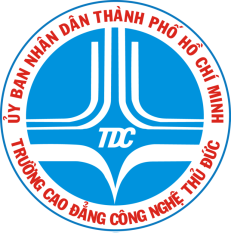 ỦY BAN NHÂN DÂN THÀNH PHỐ HỒ CHÍ MINH
TDC
TRƯỜNG CAO ĐẲNG CÔNG NGHỆ THỦ ĐỨC